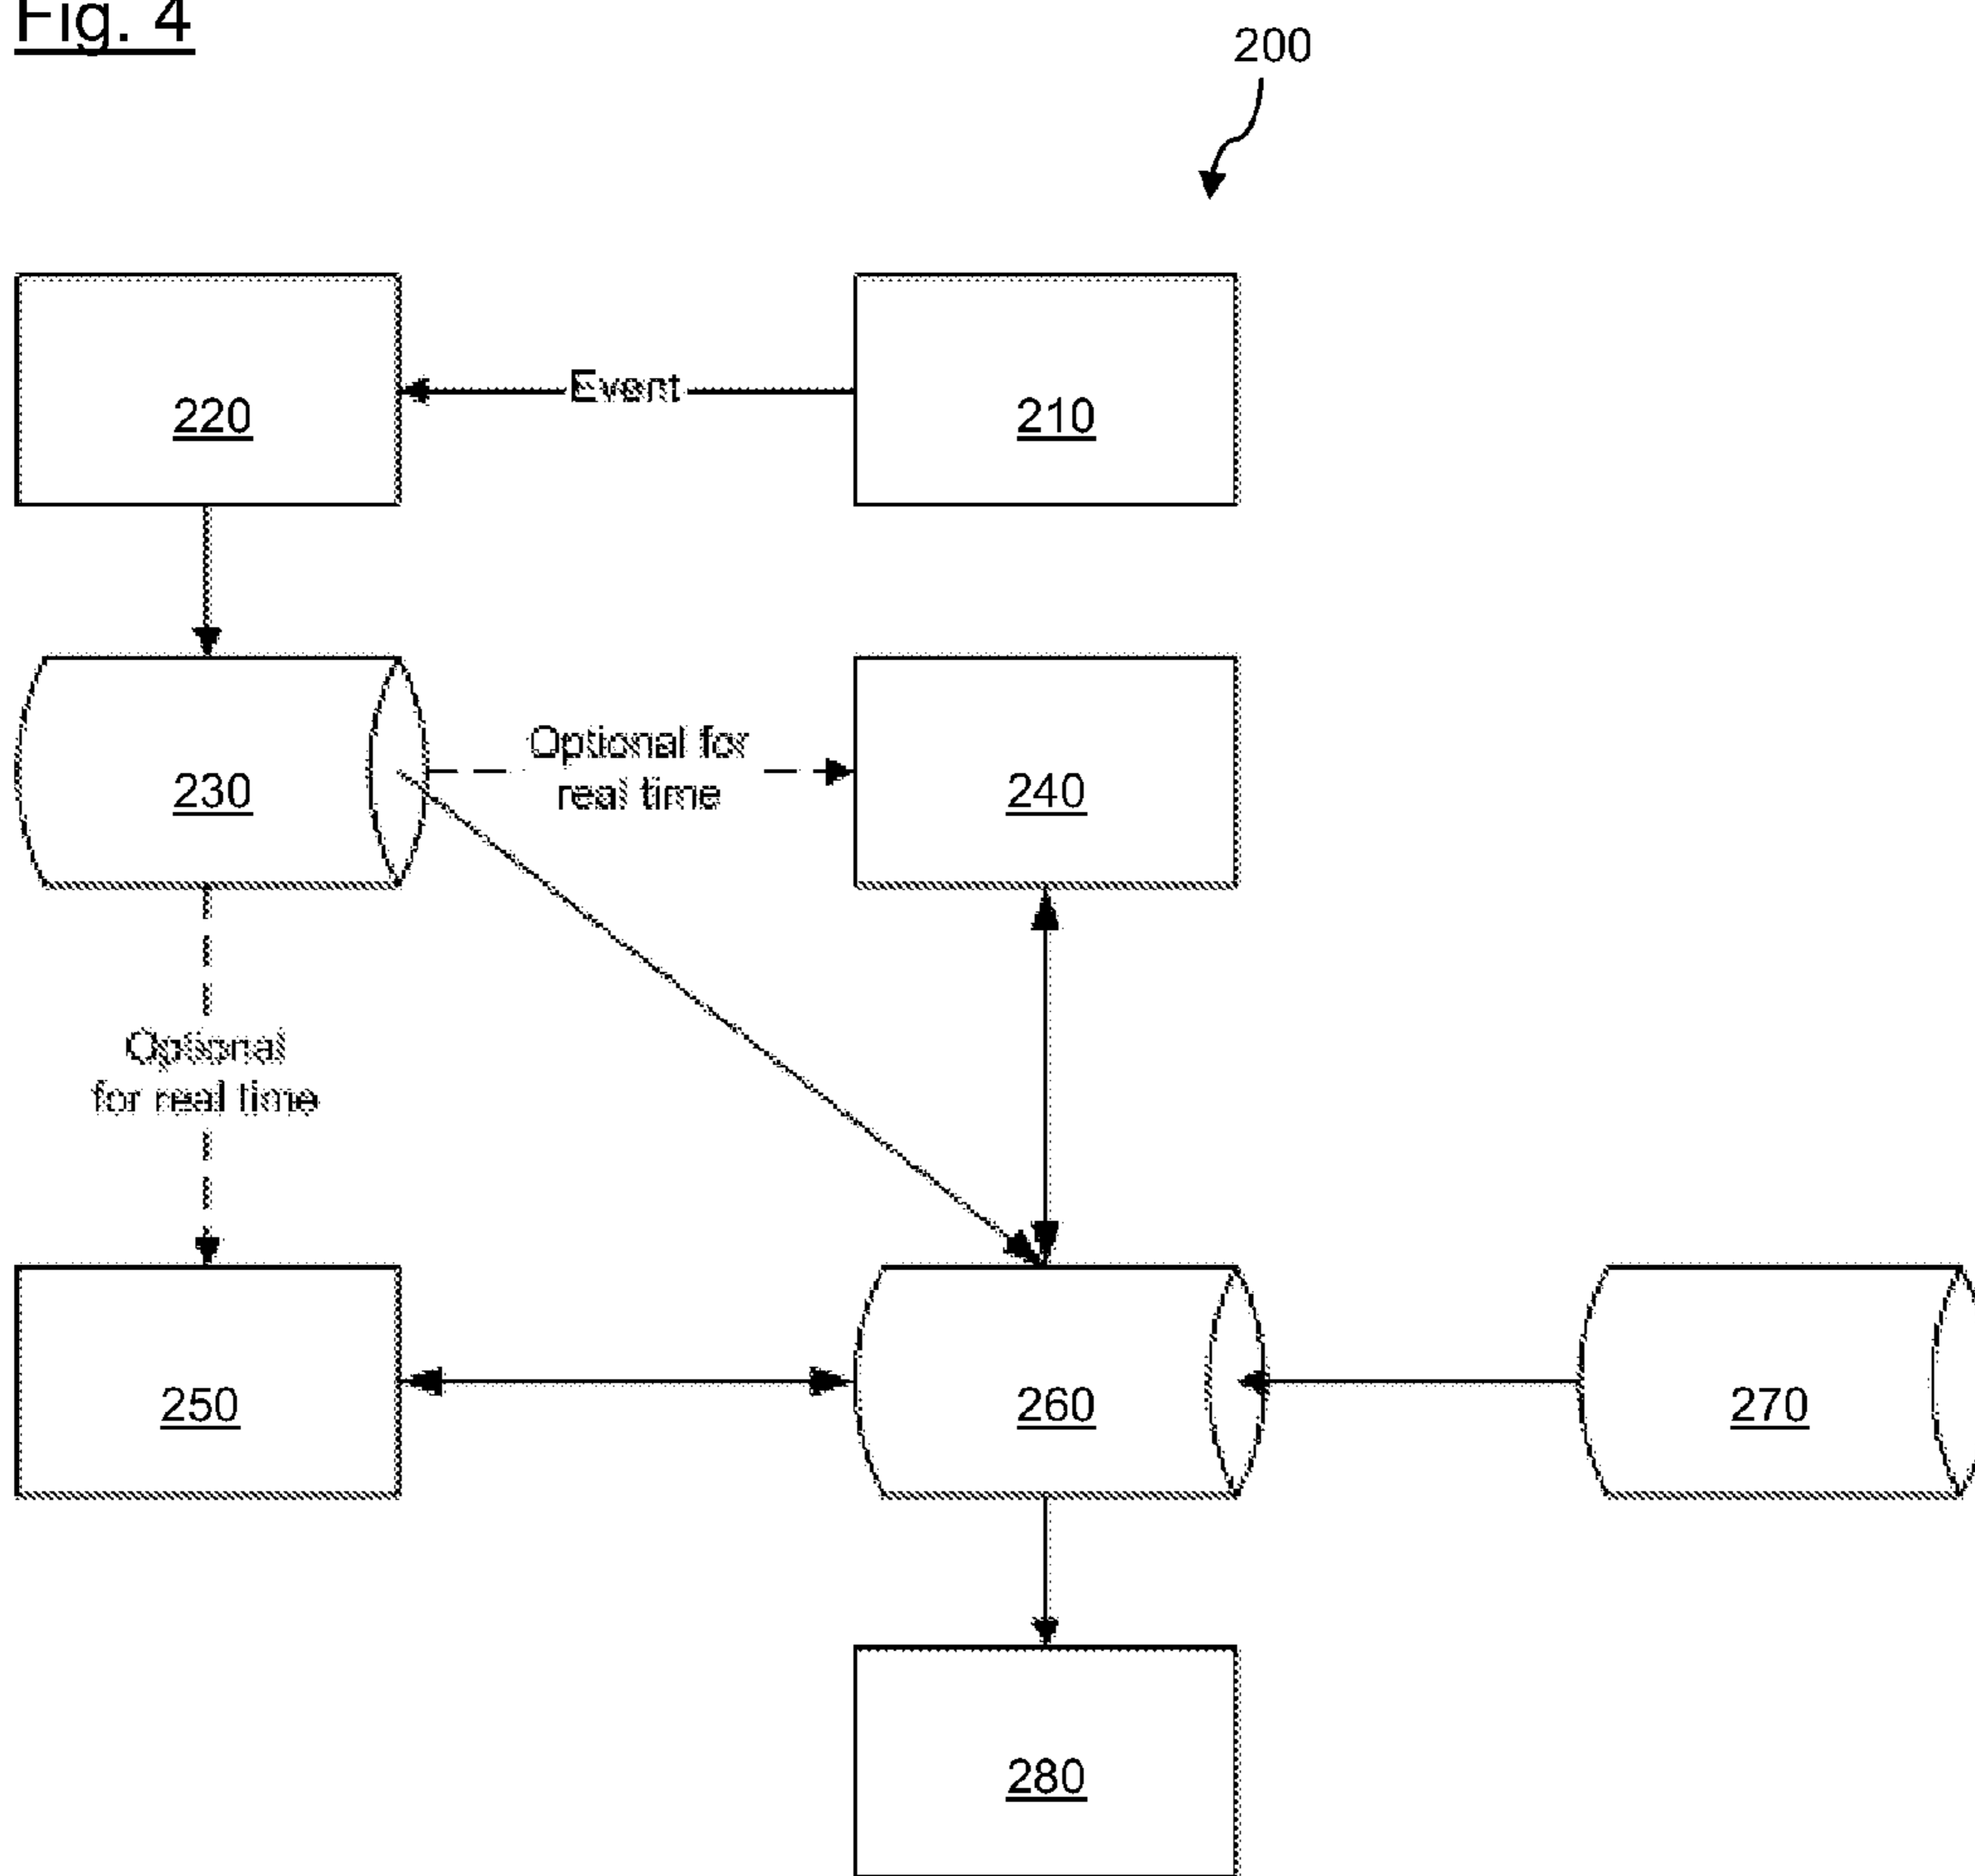 Fig. 4
200
220
Event
210
230
Optional for
real time
240
Optional
for real time
250
260
270
280